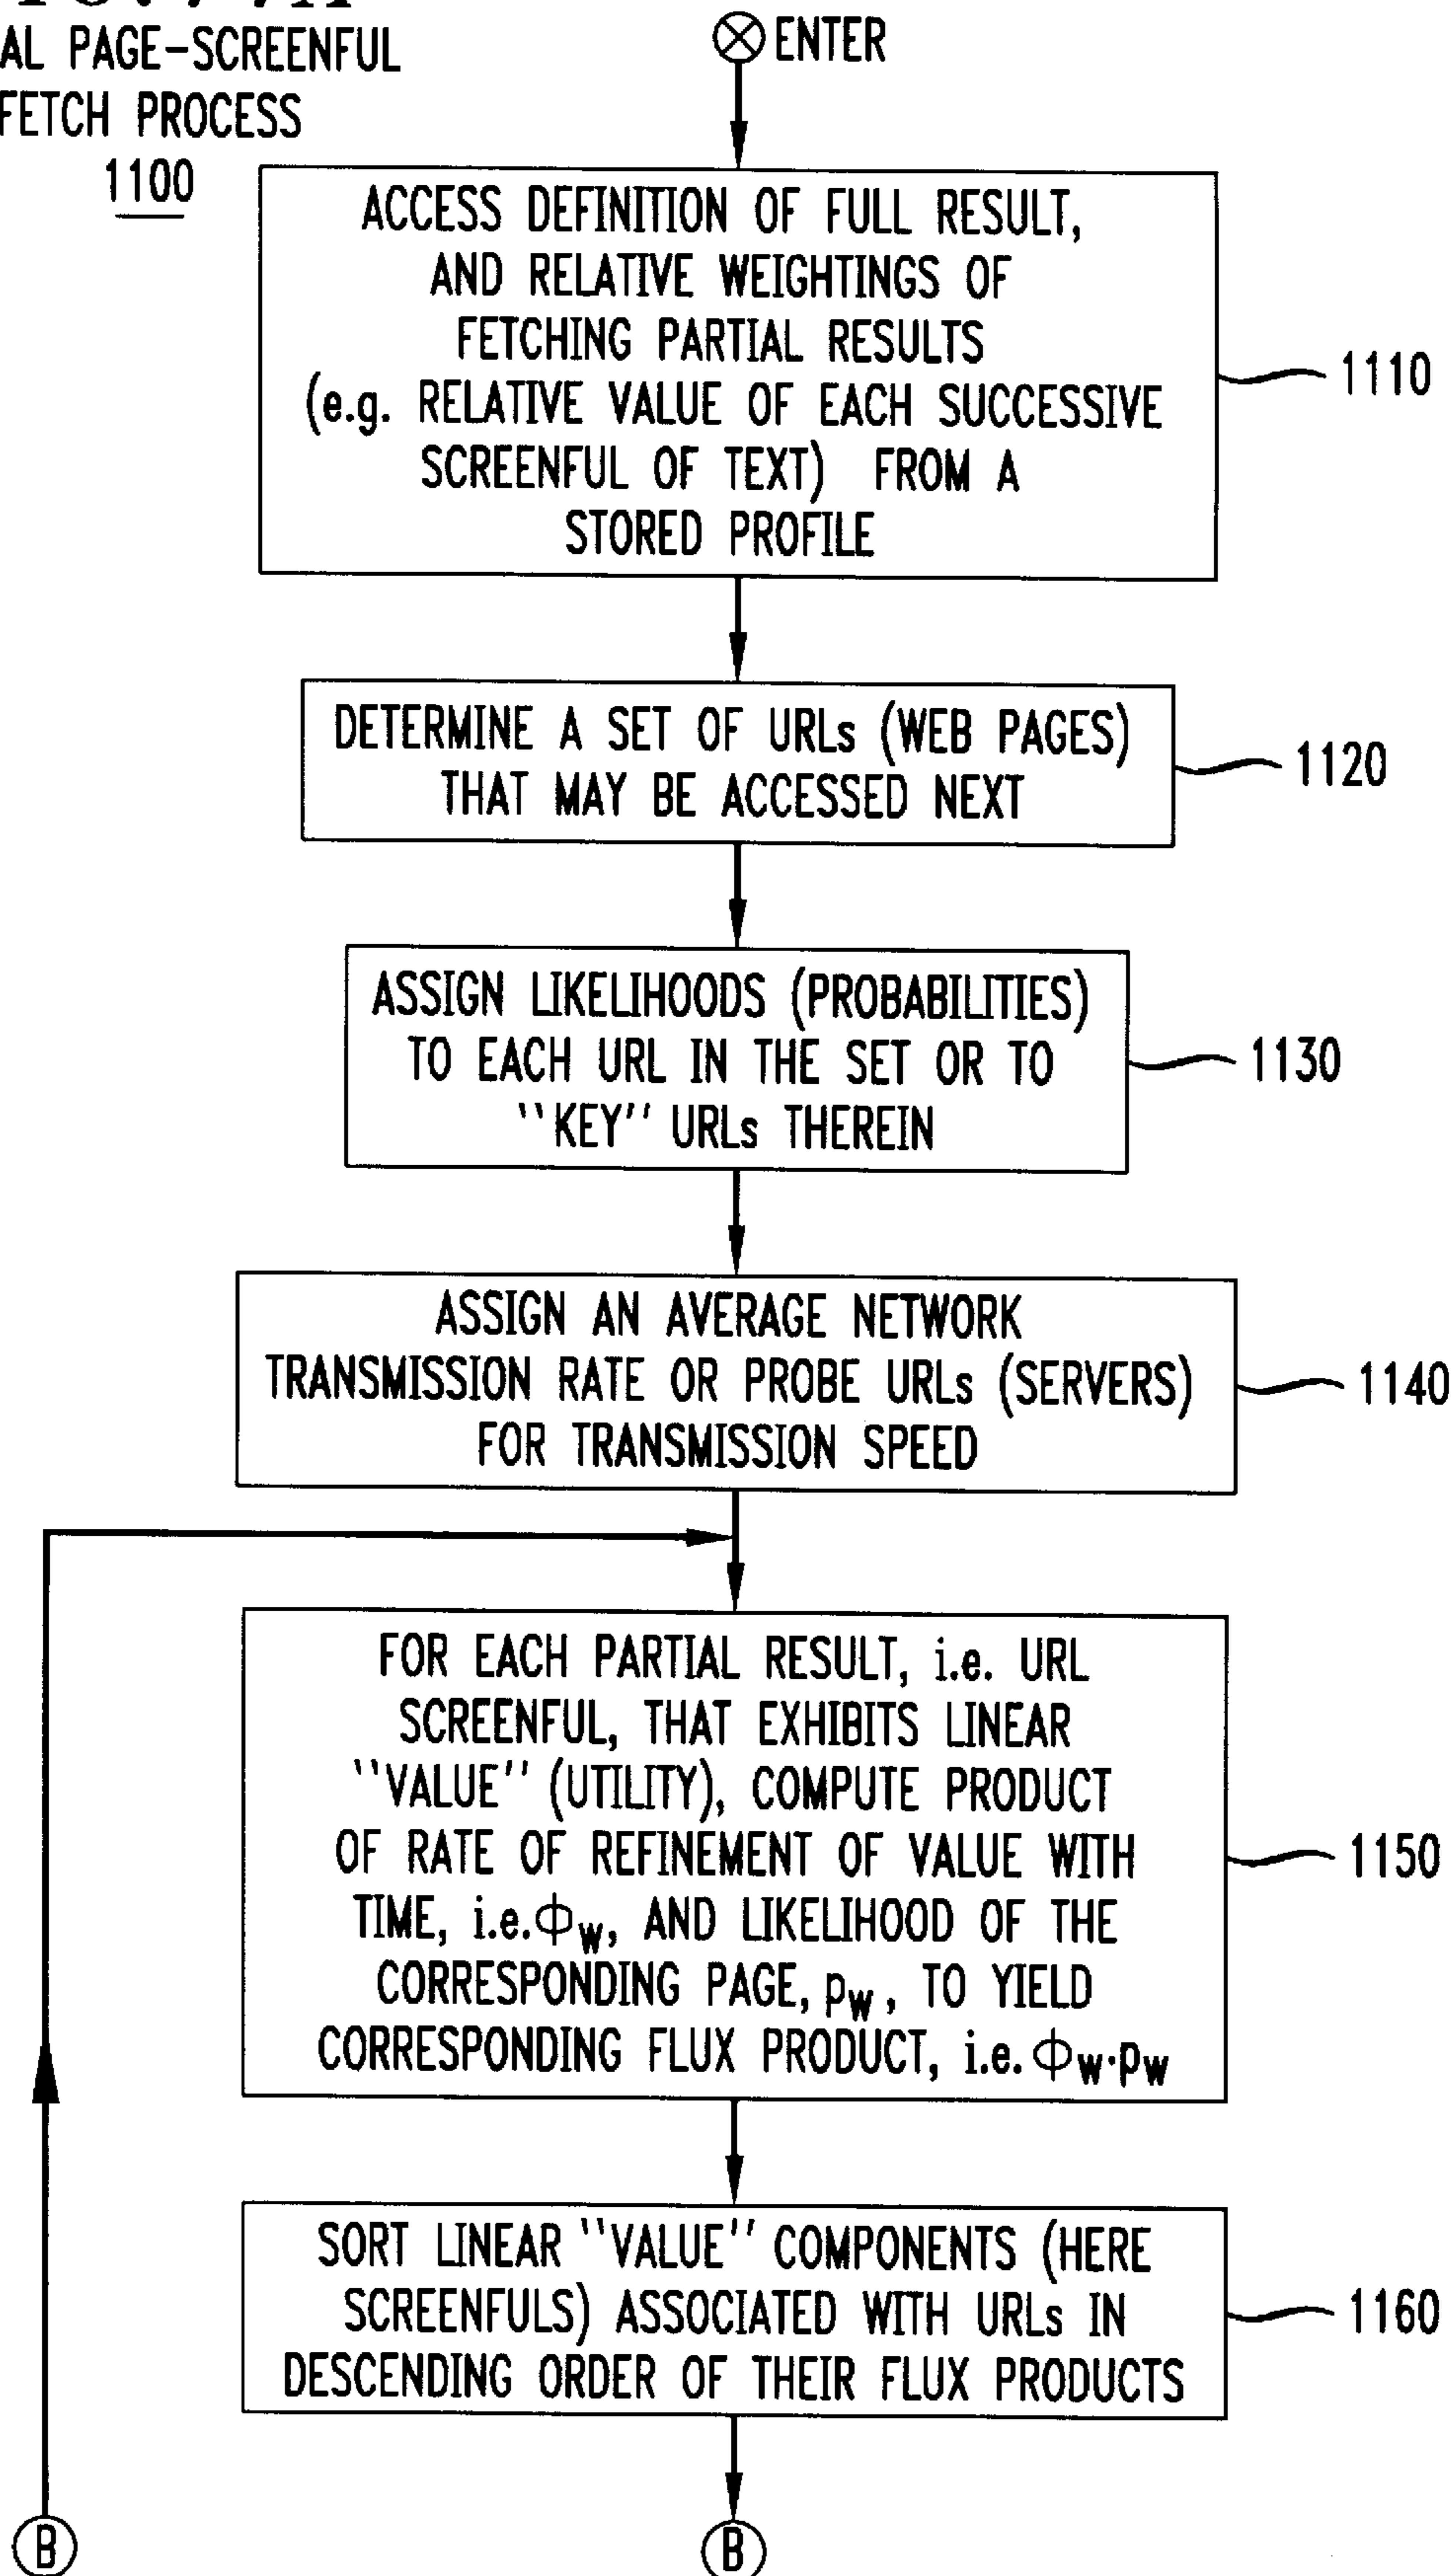 AL PAGE-SCREENFUL
FETCH PROCESS
1100
ENTER
ACCESS DEFINITION OF FULL RESULT,
AND RELATIVE WEIGHTINGS OF
FETCHING PARTIAL RESULTS
(e.g. RELATIVE VALUE OF EACH SUCCESSIVE
SCREENFUL OF TEXT) FROM A
STORED PROFILE
1110
DETERMINE A SET OF URLs (WEB PAGES)
THAT MAY BE ACCESSED NEXT
1120
ASSIGN LIKELIHOODS (PROBABILITIES)
TO EACH URL IN THE SET OR TO
"KEY" URLs THEREIN
1130
ASSIGN AN AVERAGE NETWORK
TRANSMISSION RATE OR PROBE URLs (SERVERS)
FOR TRANSMISSION SPEED
1140
FOR EACH PARTIAL RESULT, i.e. URL
SCREENFUL, THAT EXHIBITS LINEAR
"VALUE" (UTILITY), COMPUTE PRODUCT
OF RATE OF REFINEMENT OF VALUE WITH
TIME, i.e. ϕw, AND LIKELIHOOD OF THE
CORRESPONDING PAGE, pw, TO YIELD
CORRESPONDING FLUX PRODUCT, i.e. ϕw·pw
1150
SORT LINEAR "VALUE" COMPONENTS (HERE
SCREENFULS) ASSOCIATED WITH URLs IN
DESCENDING ORDER OF THEIR FLUX PRODUCTS
1160
B
B